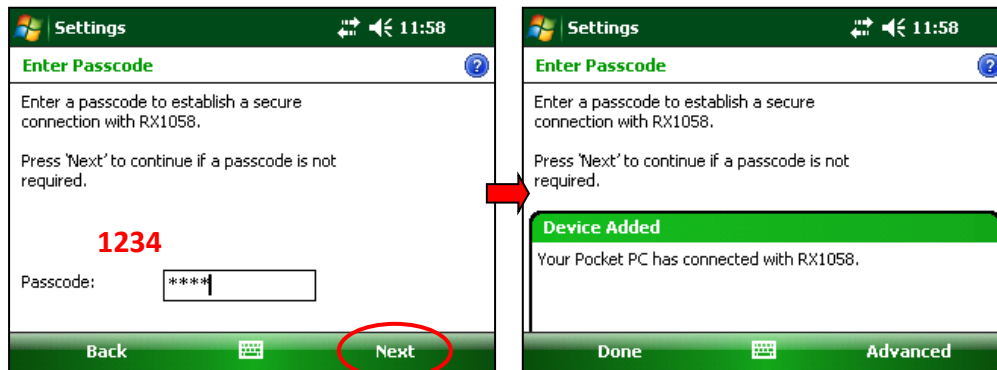 Settings 11:58
Enter Passcode
Enter a passcode to establish a secure
connection with RX1058.
Press 'Next' to continue if a passcode is not
required.
1234
Passcode: ****
Back Next
Settings 11:58
Enter Passcode
Enter a passcode to establish a secure
connection with RX1058.
Press 'Next' to continue if a passcode is not
required.
Device Added
Your Pocket PC has connected with RX1058.
Done Advanced